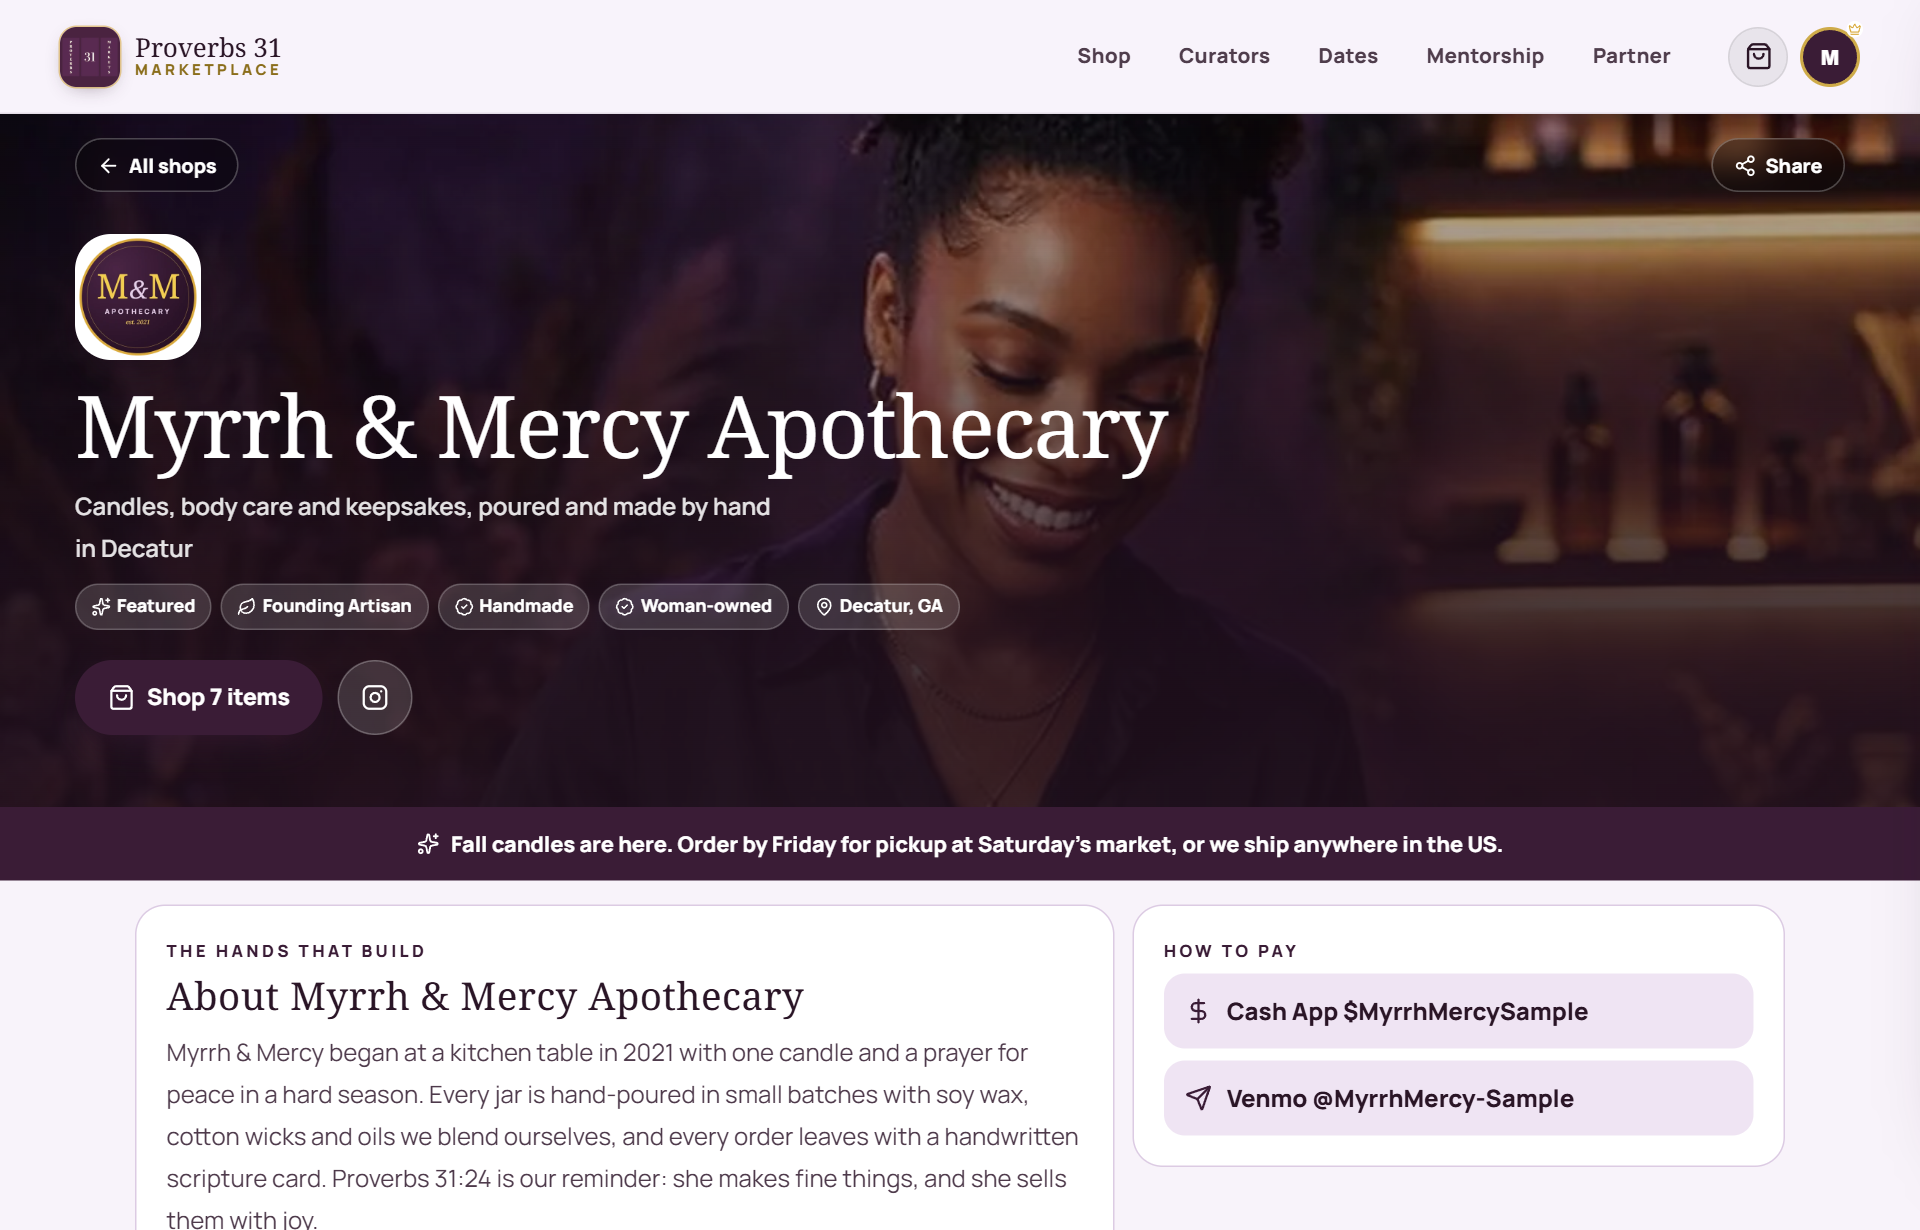 31
Proverbs 31
MARKETPLACE
Shop
Curators
Dates
Mentorship
Partner
M
All shops
Share
M&M
APOTHECARY
est. 2021
Myrrh & Mercy Apothecary
Candles, body care and keepsakes, poured and made by hand
in Decatur
Featured
Founding Artisan
Handmade
Woman-owned
Decatur, GA
Shop 7 items
Fall candles are here. Order by Friday for pickup at Saturday’s market, or we ship anywhere in the US.
THE HANDS THAT BUILD
About Myrrh & Mercy Apothecary
Myrrh & Mercy began at a kitchen table in 2021 with one candle and a prayer for
peace in a hard season. Every jar is hand-poured in small batches with soy wax,
cotton wicks and oils we blend ourselves, and every order leaves with a handwritten
scripture card. Proverbs 31:24 is our reminder: she makes fine things, and she sells
them with joy.
HOW TO PAY
Cash App $MyrrhMercySample
Venmo @MyrrhMercy-Sample